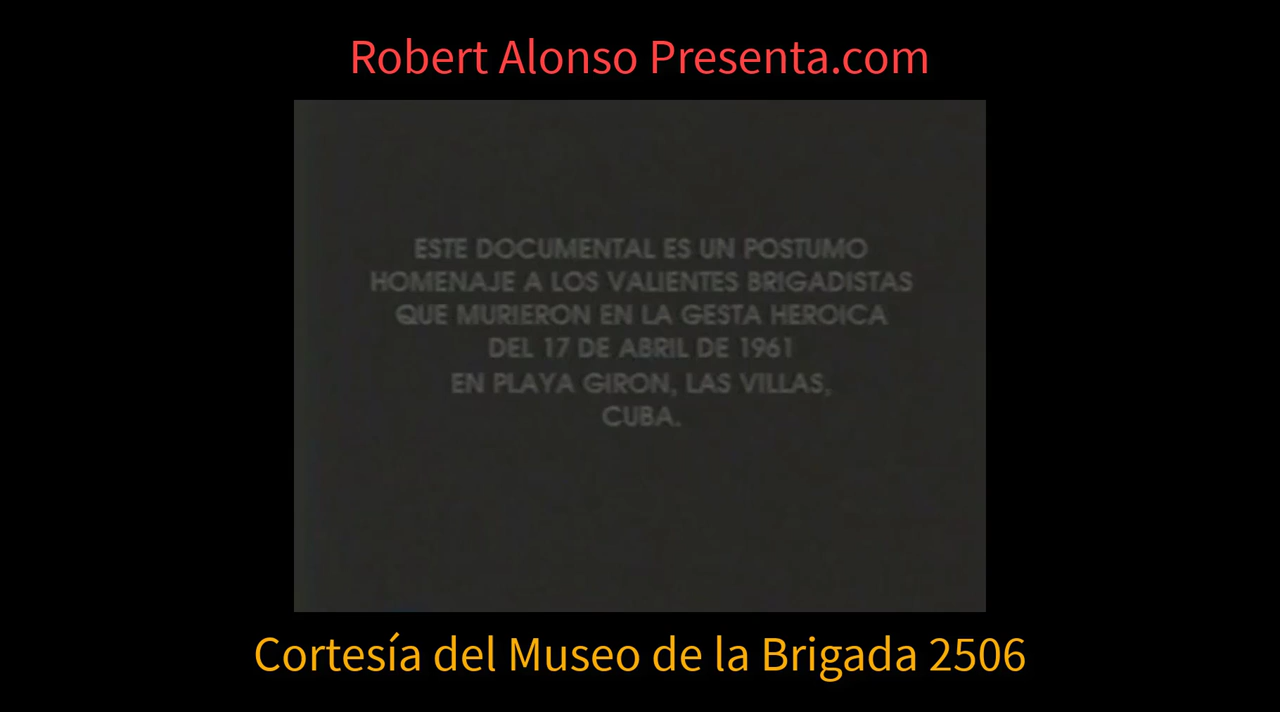 Robert Alonso Presenta.com
ESTE DOCUMENTAL ES UN POSTUMO
HOMENAJE A LOS VALIENTES BRIGADISTAS
QUE MURIERON EN LA GESTA HEROICA
DEL 17 DE ABRIL DE 1961
EN PLAYA GIRON, LAS VILLAS,
CUBA.
Cortesía del Museo de la Brigada 2506